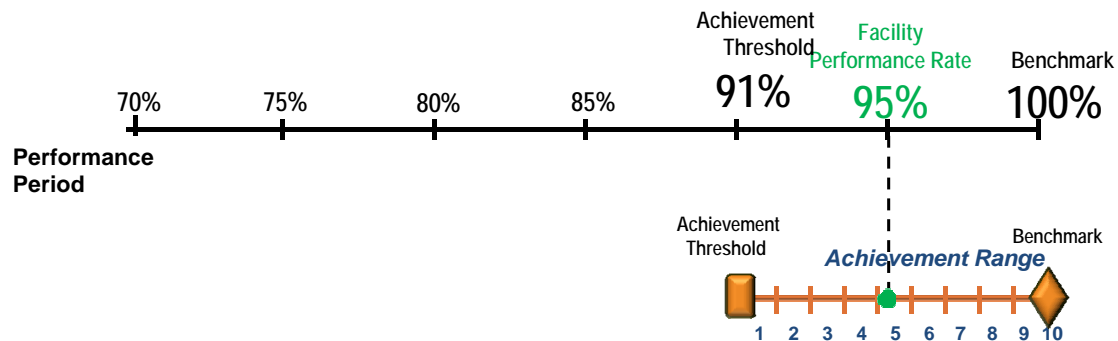 Achievement
Threshold
Facility
Performance Rate
Benchmark
70%
75%
80%
85%
91%
95%
100%
Performance
Period
Achievement
Threshold
Benchmark
Achievement Range
1 2 3 4 5 6 7 8 9 10